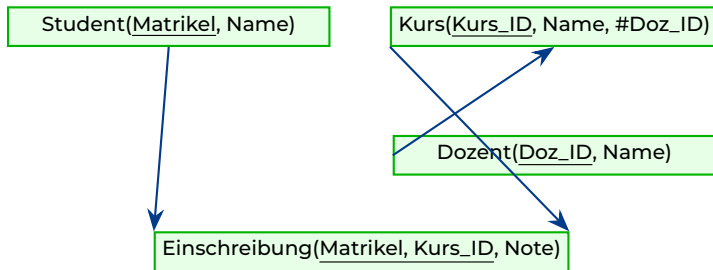 Student(Matrikel, Name)
Kurs(Kurs_ID, Name, #Doz_ID)
Dozent(Doz_ID, Name)
Einschreibung(Matrikel, Kurs_ID, Note)